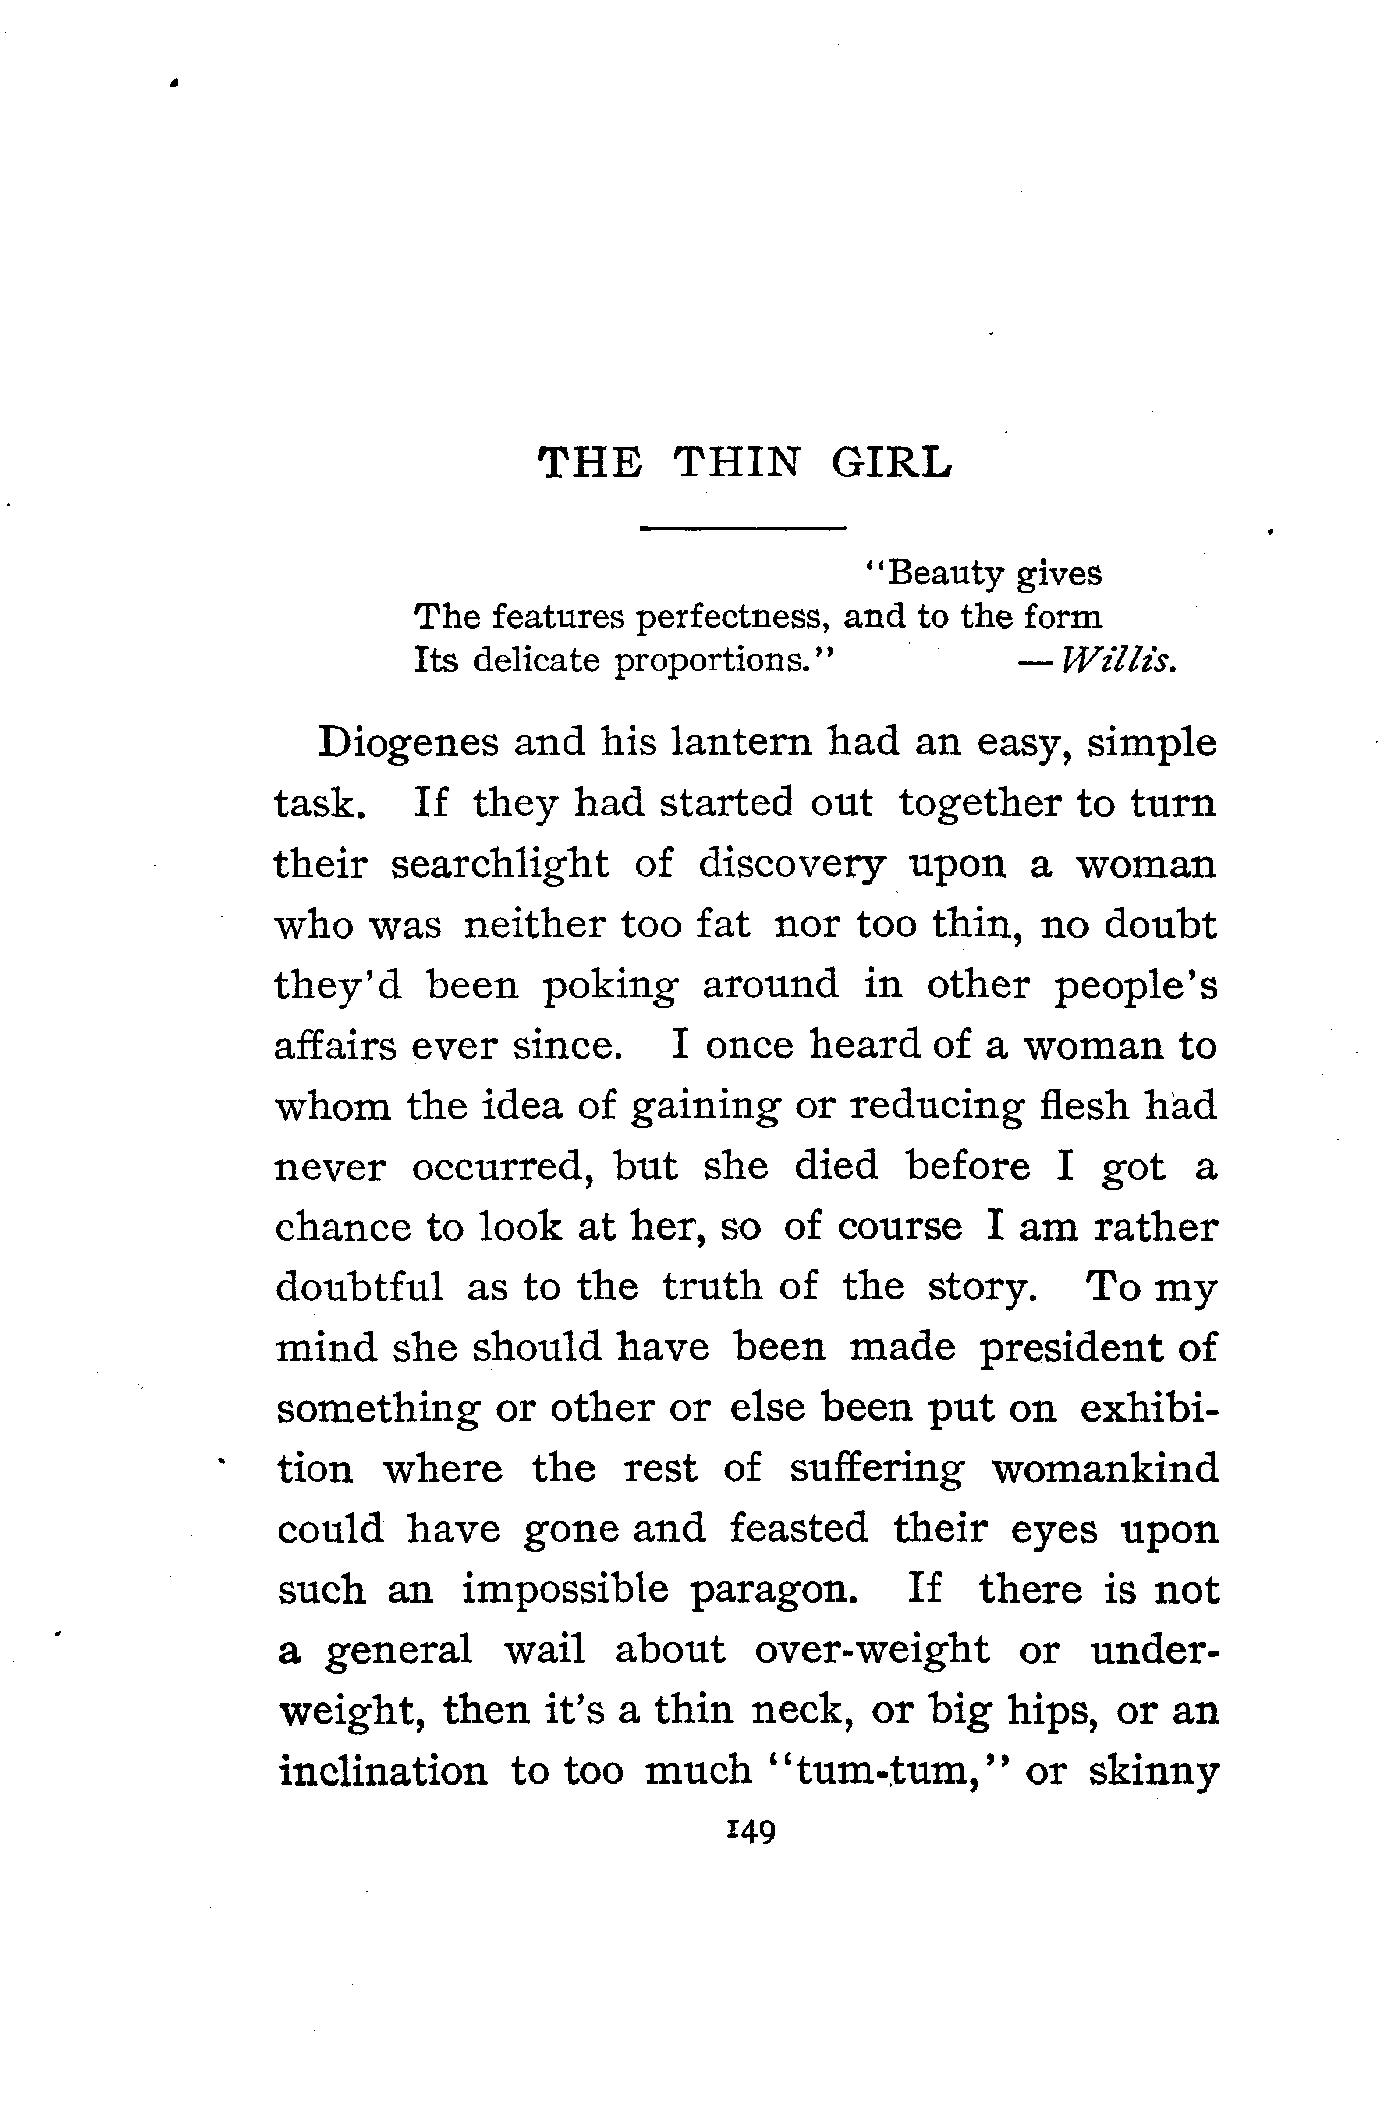 THE THIN GIRL
"Beauty gives
The features perfectness, and to the form
Its delicate proportions." — Willis.
Diogenes and his lantern had an easy, simple
task. If they had started out together to turn
their searchlight of discovery upon a woman
who was neither too fat nor too thin, no doubt
they'd been poking around in other people's
affairs ever since. I once heard of a woman to
whom the idea of gaining or reducing flesh had
never occurred, but she died before I got a
chance to look at her, so of course I am rather
doubtful as to the truth of the story. To my
mind she should have been made president of
something or other or else been put on exhibi-
tion where the rest of suffering womankind
could have gone and feasted their eyes upon
such an impossible paragon. If there is not
a general wail about over-weight or under-
weight, then it's a thin neck, or big hips, or an
inclination to too much "tum-tum," or skinny
149